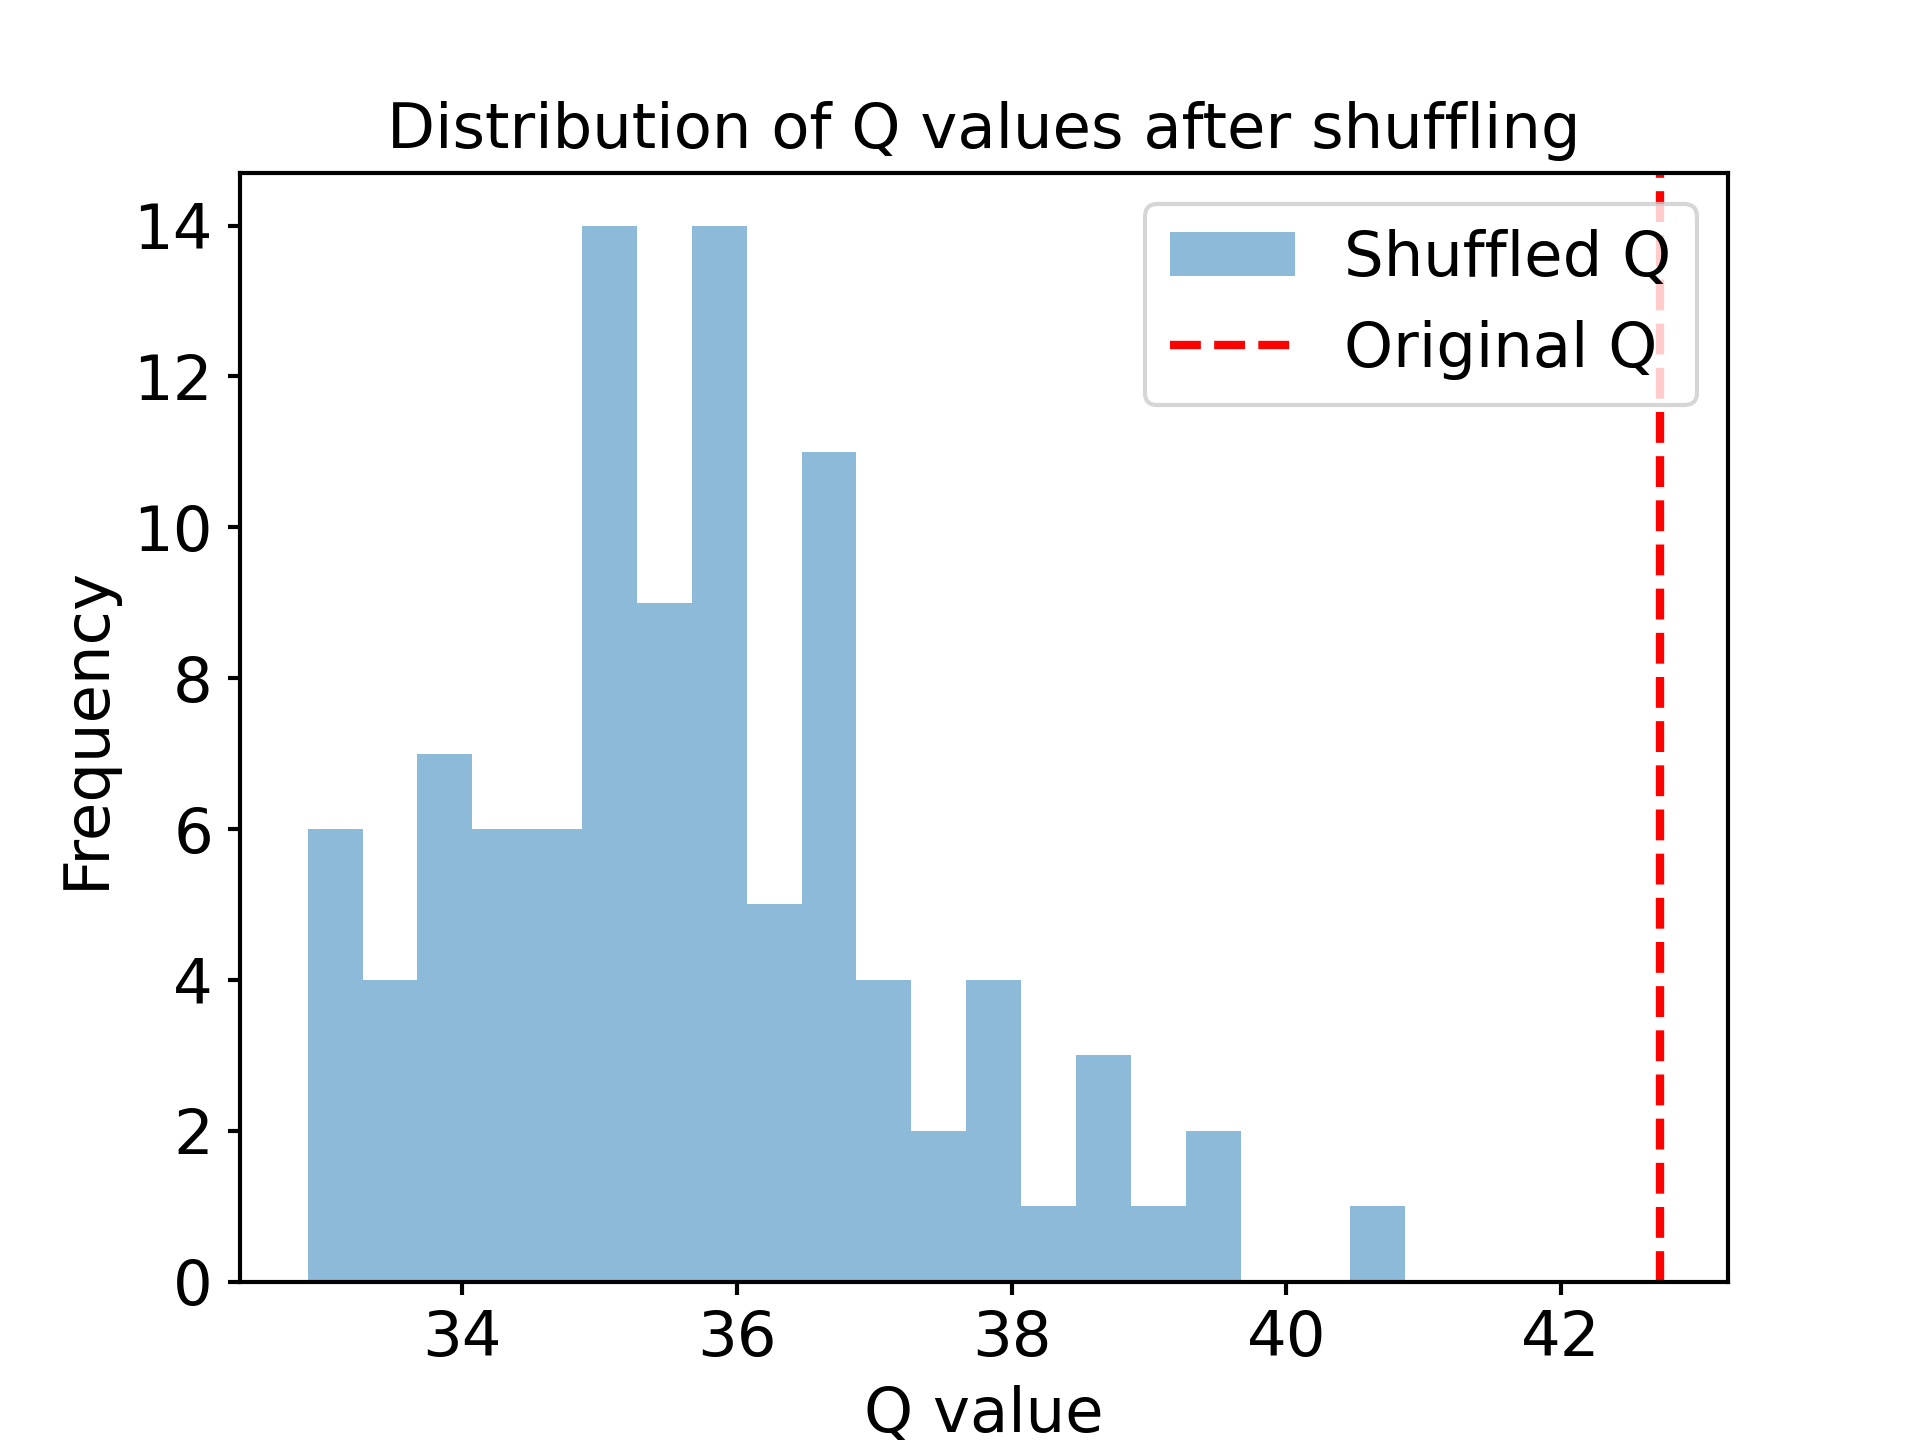 Distribution of Q values after shuffling
Shuffled Q
Original Q
Frequency
14
12
10
8
6
4
2
0
34 36 38 40 42
Q value